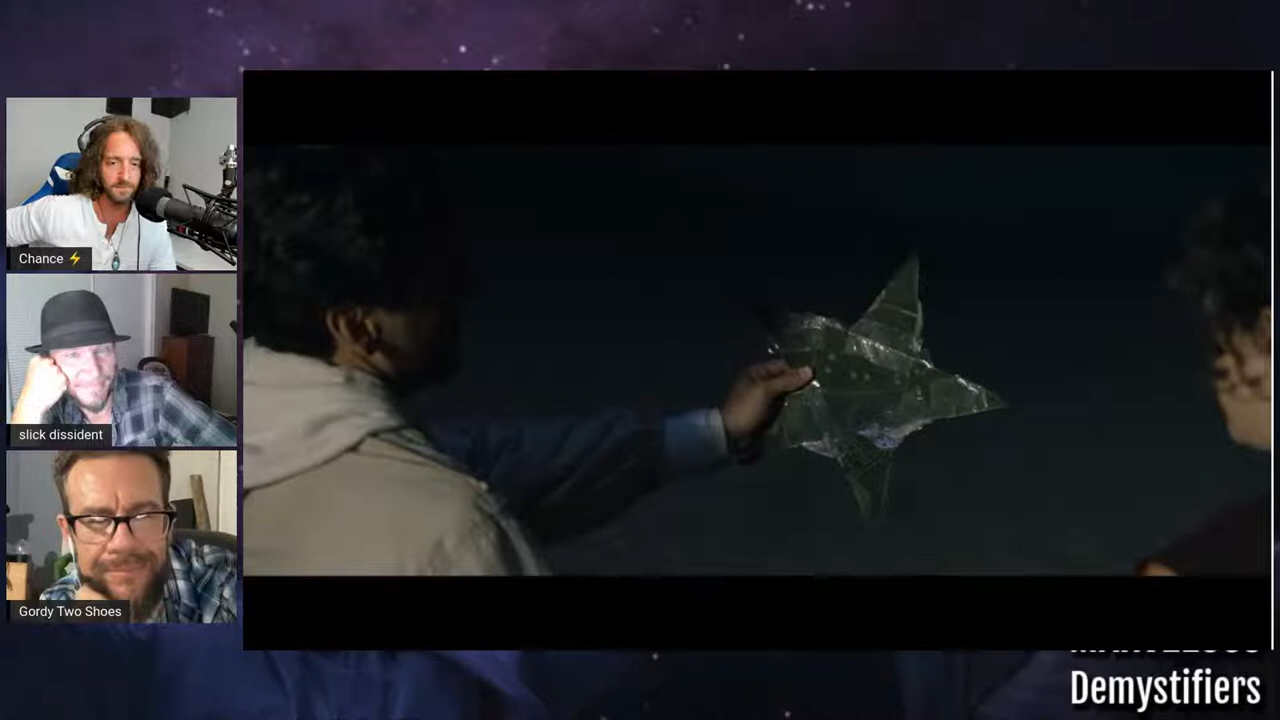 Chance ⚡
slick dissident
Gordy Two Shoes
Demystifiers